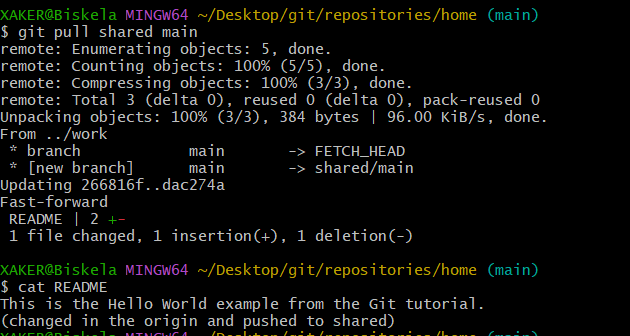 XAKER@Biskela MINGW64 ~/Desktop/git/repositories/home (main)
$ git pull shared main
remote: Enumerating objects: 5, done.
remote: Counting objects: 100% (5/5), done.
remote: Compressing objects: 100% (3/3), done.
remote: Total 3 (delta 0), reused 0 (delta 0), pack-reused 0
Unpacking objects: 100% (3/3), 384 bytes | 96.00 KiB/s, done.
From ../work
 * branch            main       -> FETCH_HEAD
 * [new branch]      main       -> shared/main
Updating 266816f..dac274a
Fast-forward
 README | 2 +-
 1 file changed, 1 insertion(+), 1 deletion(-)
XAKER@Biskela MINGW64 ~/Desktop/git/repositories/home (main)
$ cat README
This is the Hello World example from the Git tutorial.
(changed in the origin and pushed to shared)